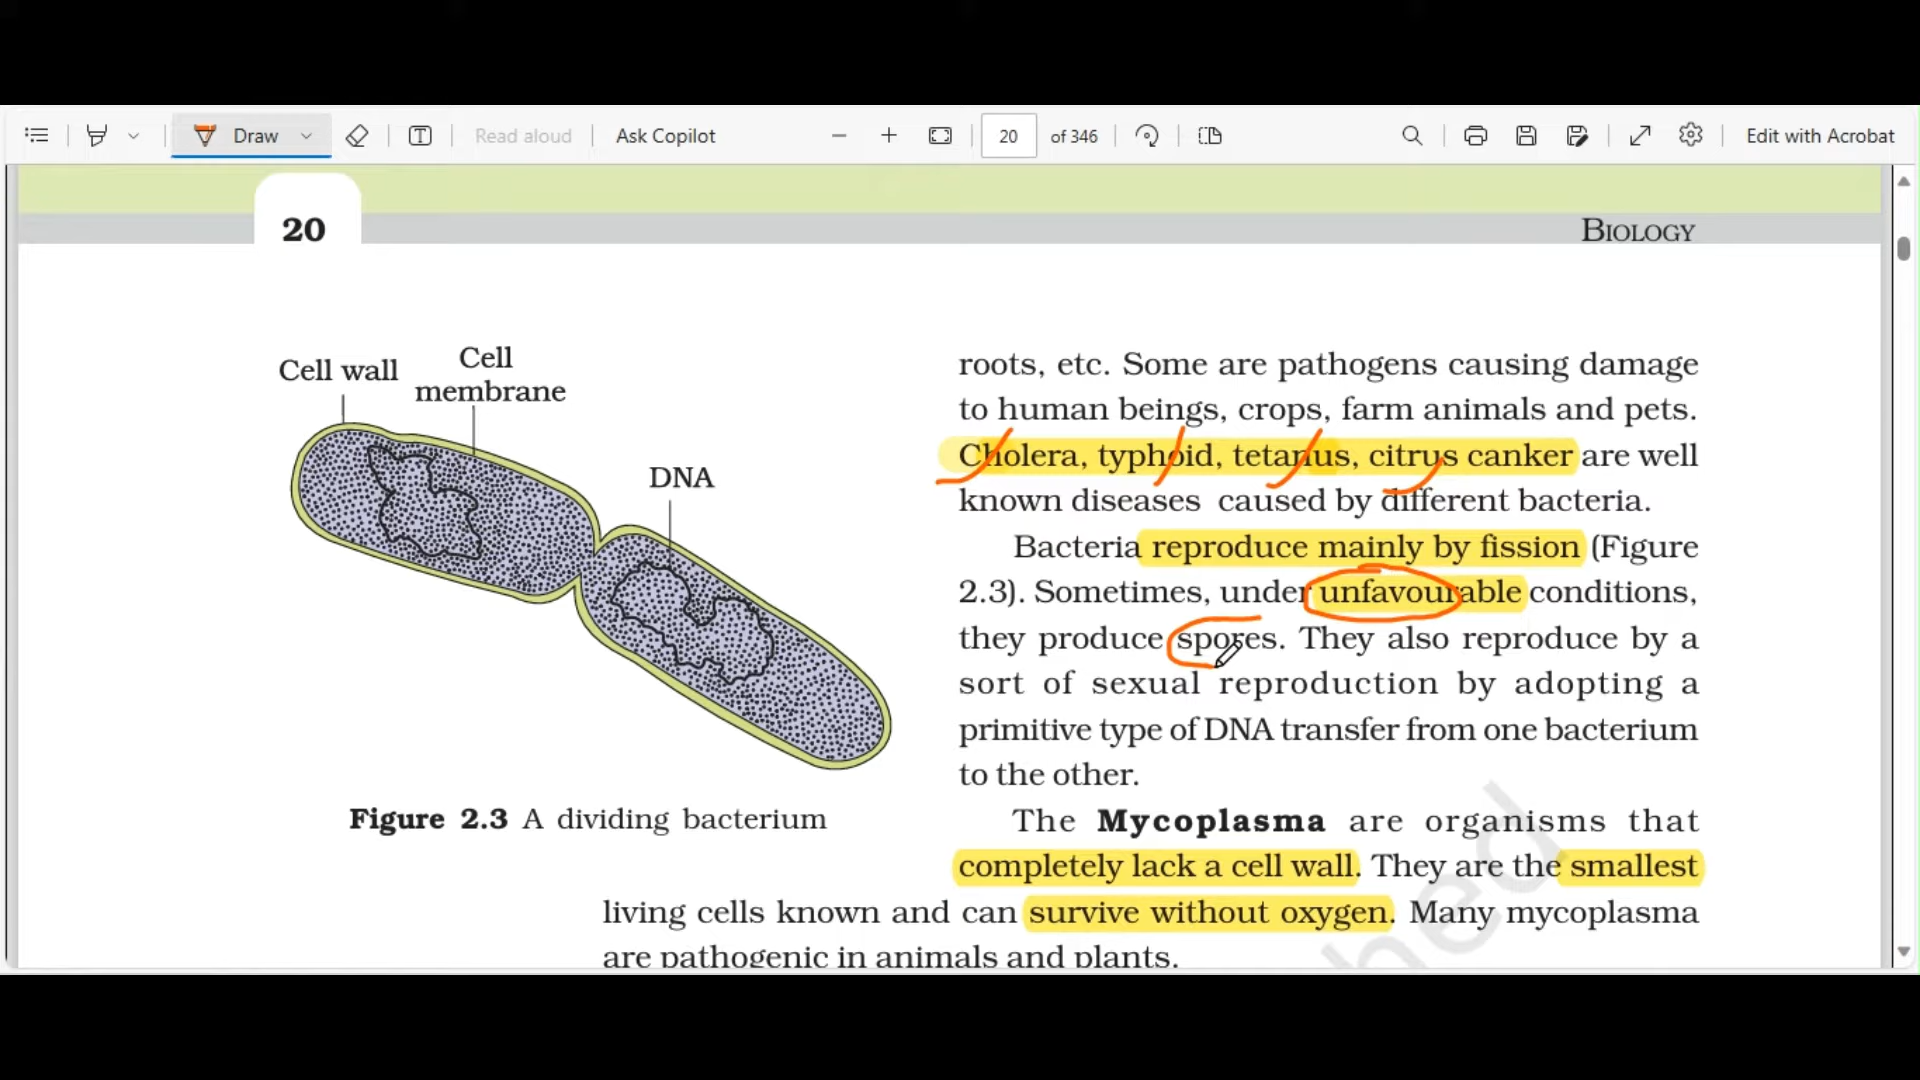 Draw
Read aloud
Ask Copilot
20
of 346
Edit with Acrobat
20
BIOLOGY
Cell wall
Cell
membrane
DNA
Figure 2.3 A dividing bacterium
roots, etc. Some are pathogens causing damage
to human beings, crops, farm animals and pets.
Cholera, typhoid, tetanus, citrus canker are well
known diseases caused by different bacteria.
Bacteria reproduce mainly by fission (Figure
2.3). Sometimes, under unfavourable conditions,
they produce spores. They also reproduce by a
sort of sexual reproduction by adopting a
primitive type of DNA transfer from one bacterium
to the other.
The Mycoplasma are organisms that
completely lack a cell wall. They are the smallest
living cells known and can survive without oxygen. Many mycoplasma
are pathogenic in animals and plants.